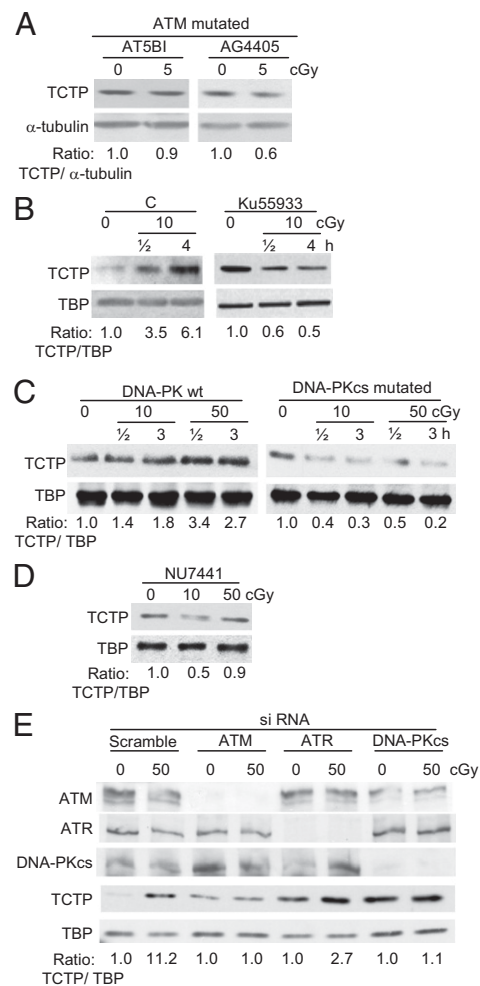 A
ATM mutated
AT5BI AG4405
0 5 0 5 cGy
TCTP
α-tubulin
Ratio: 1.0 0.9 1.0 0.6
TCTP/ α-tubulin
B
C Ku55933
0 10 0 10 cGy
½ 4 ½ 4 h
TCTP
TBP
Ratio: 1.0 3.5 6.1 1.0 0.6 0.5
TCTP/TBP
C
DNA-PK wt DNA-PKcs mutated
0 10 50 0 10 50 cGy
½ 3 ½ 3 ½ 3 ½ 3 h
TCTP
TBP
Ratio: 1.0 1.4 1.8 3.4 2.7 1.0 0.4 0.3 0.5 0.2
TCTP/ TBP
D
NU7441
0 10 50 cGy
TCTP
TBP
Ratio: 1.0 0.5 0.9
TCTP/TBP
E
si RNA
Scramble ATM ATR DNA-PKcs
0 50 0 50 0 50 0 50 cGy
ATM
ATR
DNA-PKcs
TCTP
TBP
Ratio: 1.0 11.2 1.0 1.0 1.0 2.7 1.0 1.1
TCTP/ TBP